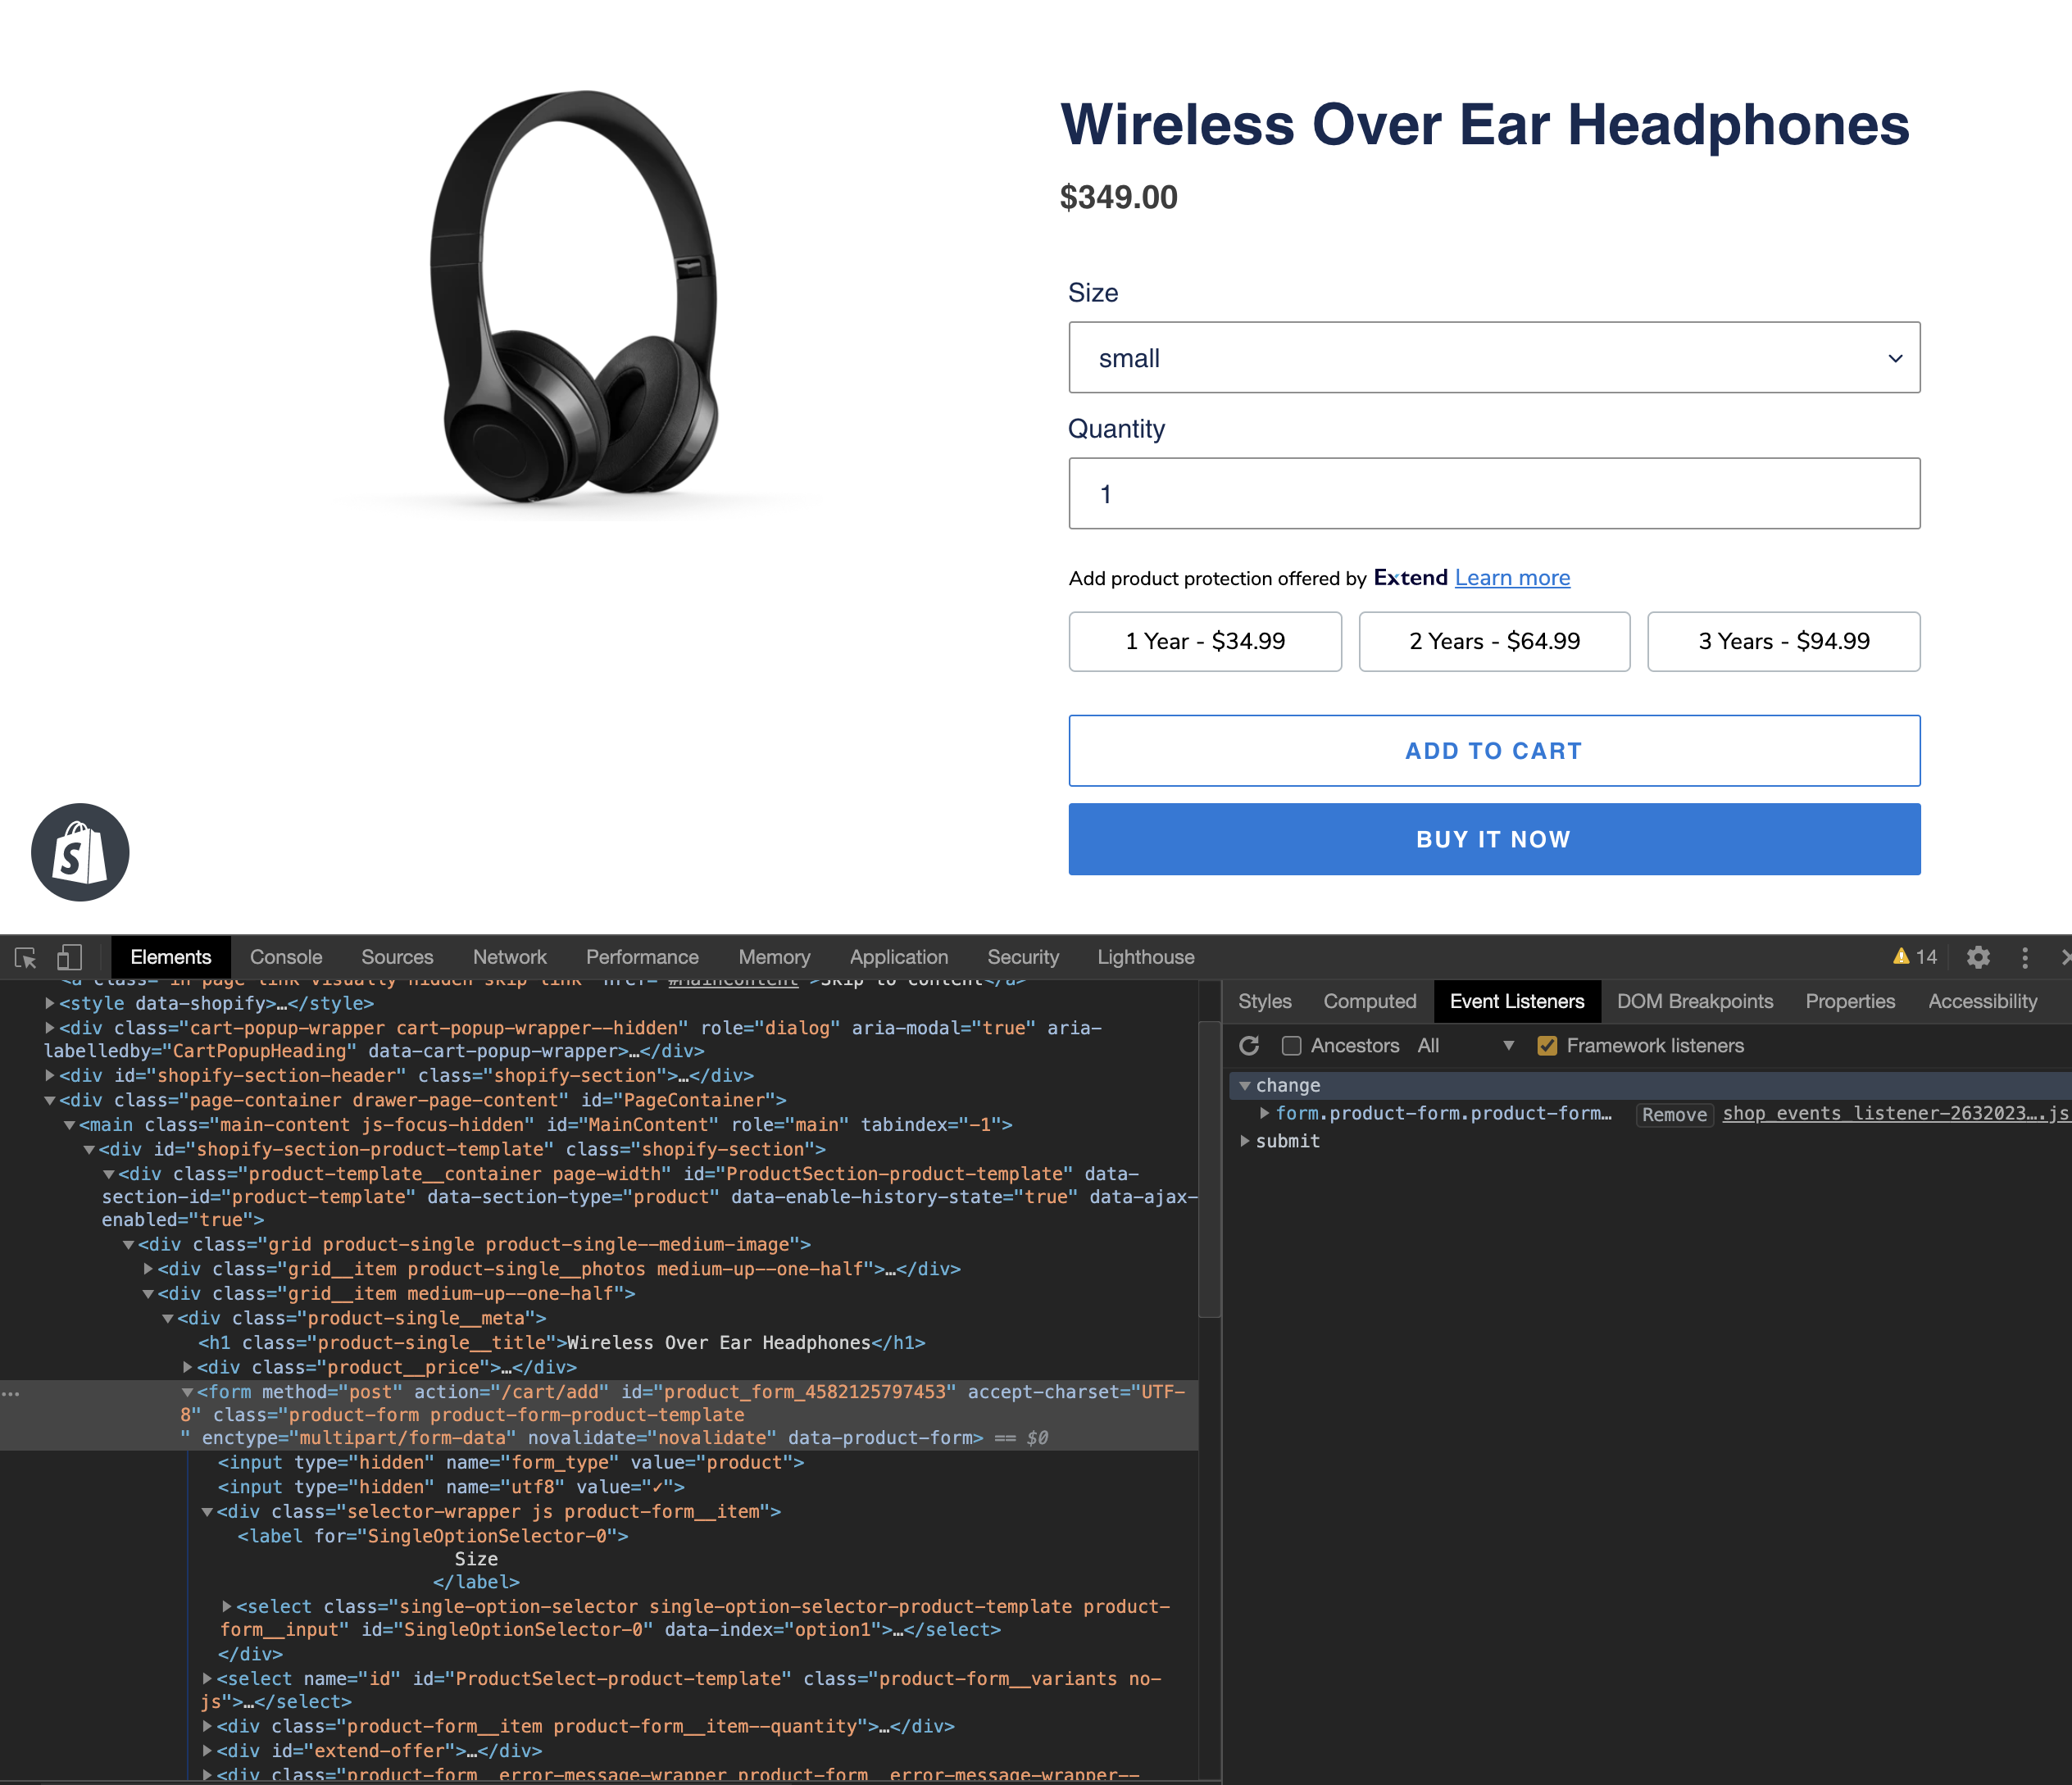 Wireless Over Ear Headphones
$349.00
Size
small
Quantity
1
Add product protection offered by Extend Learn more
1 Year - $34.99 2 Years - $64.99 3 Years - $94.99
ADD TO CART
BUY IT NOW
S
Elements Console Sources Network Performance Memory Application Security Lighthouse 14
<a class="in-page-link visually-hidden skip-link" href="#MainContent">Skip to content</a>
<style data-shopify>…</style>
<div class="cart-popup-wrapper cart-popup-wrapper--hidden" role="dialog" aria-modal="true" aria-
labelledby="CartPopupHeading" data-cart-popup-wrapper>…</div>
<div id="shopify-section-header" class="shopify-section">…</div>
<div class="page-container drawer-page-content" id="PageContainer">
<main class="main-content js-focus-hidden" id="MainContent" role="main" tabindex="-1">
<div id="shopify-section-product-template" class="shopify-section">
<div class="product-template__container page-width" id="ProductSection-product-template" data-
section-id="product-template" data-section-type="product" data-enable-history-state="true" data-ajax-
enabled="true">
<div class="grid product-single product-single--medium-image">
<div class="grid__item product-single__photos medium-up--one-half">…</div>
<div class="grid__item medium-up--one-half">
<div class="product-single__meta">
<h1 class="product-single__title">Wireless Over Ear Headphones</h1>
<div class="product__price">…</div>
… <form method="post" action="/cart/add" id="product_form_4582125797453" accept-charset="UTF-
8" class="product-form product-form-product-template
" enctype="multipart/form-data" novalidate="novalidate" data-product-form> == $0
<input type="hidden" name="form_type" value="product">
<input type="hidden" name="utf8" value="✓">
<div class="selector-wrapper js product-form__item">
<label for="SingleOptionSelector-0">
Size
</label>
<select class="single-option-selector single-option-selector-product-template product-
form__input" id="SingleOptionSelector-0" data-index="option1">…</select>
</div>
<select name="id" id="ProductSelect-product-template" class="product-form__variants no-
js">…</select>
<div class="product-form__item product-form__item--quantity">…</div>
<div id="extend-offer">…</div>
<div class="product-form__error-message-wrapper product-form__error-message-wrapper--
Styles Computed Event Listeners DOM Breakpoints Properties Accessibility
Ancestors All Framework listeners
change
form.product-form.product-form… Remove shop_events_listener-2632023….js
submit